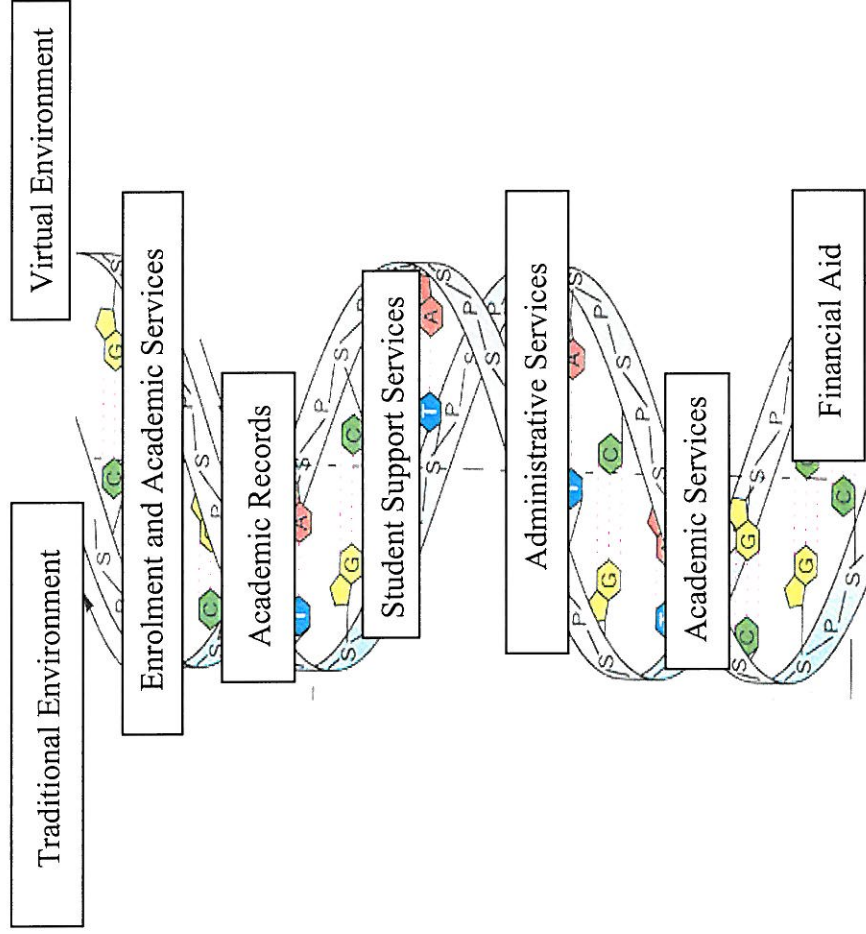 Traditional Environment
Virtual Environment
S
C
G
S
P
Enrolment and Academic Services
P
S
C
P
S
Academic Records
S
T
A
P
P
S
C
G
S
Student Support Services
A
T
S
P
S
P
S
S
P
Administrative Services
T
A
S
P
C
P
G
S
S
T
P
Academic Services
G
C
P
S
S
S
G
C
P
C
S
Financial Aid